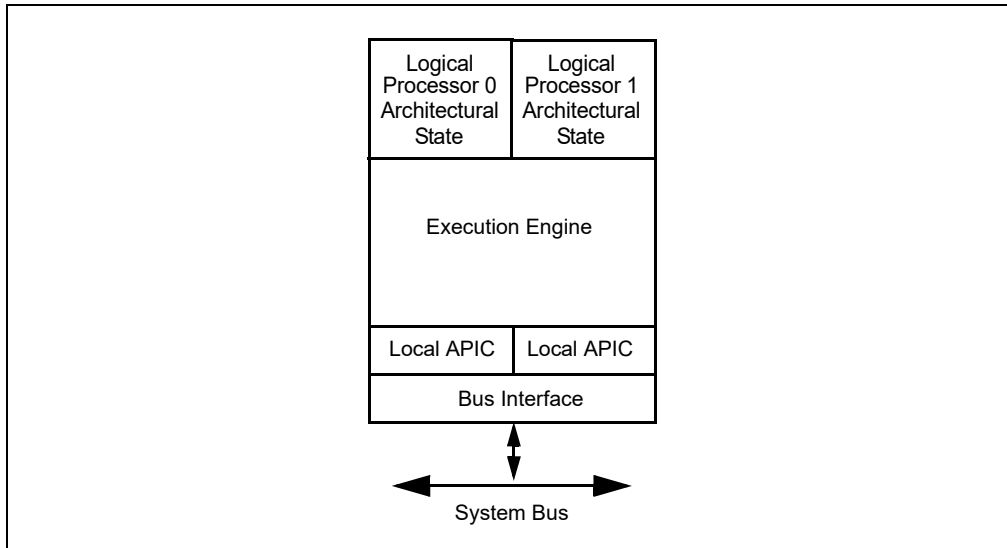 Logical
Processor 0
Architectural
State
Logical
Processor 1
Architectural
State
Execution Engine
Local APIC
Local APIC
Bus Interface
System Bus